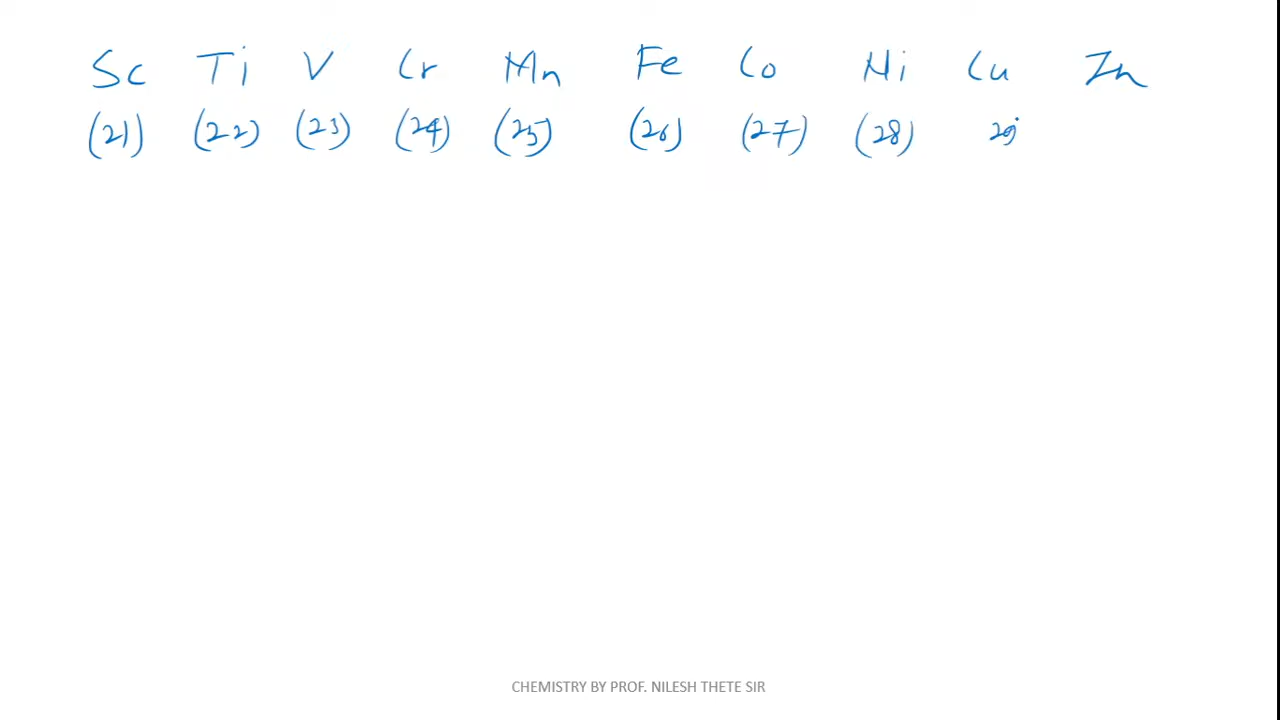 Sc Ti V Cr Mn Fe Co Ni Cu Zn
(21) (22) (23) (24) (25) (26) (27) (28) 29
CHEMISTRY BY PROF. NILESH THETE SIR